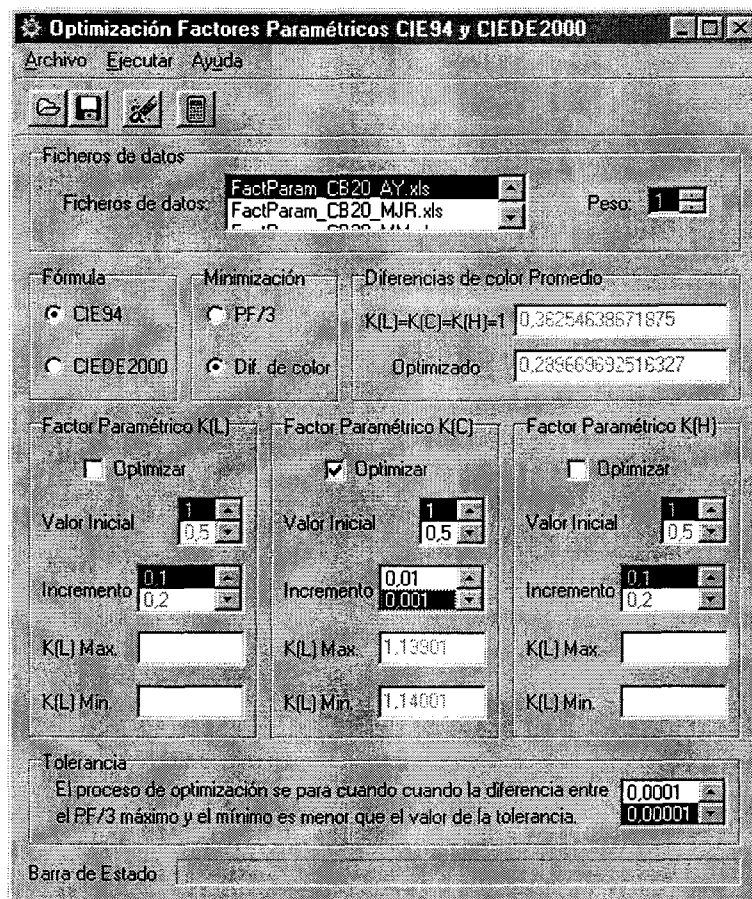 Optimización Factores Paramétricos CIE94 y CIEDE2000
Archivo Ejecutar Ayuda
Ficheros de datos
Ficheros de datos:
FactParam_CB20_AY.xls
FactParam_CB20_MJR.xls
Peso: 1
Fórmula
CIE94
CIEDE2000
Minimización
PF/3
Dif. de color
Diferencias de color Promedio
K(L)=K(C)=K(H)=1 0,36254638671875
Optimizado 0,289669692516327
Factor Paramétrico K(L)
Optimizar
Valor Inicial 1
0,5
Incremento 0,1
0,2
K(L) Max.
K(L) Min.
Factor Paramétrico K(C)
Optimizar
Valor Inicial 1
0,5
Incremento 0,01
0,001
K(L) Max. 1,13901
K(L) Min. 1,14001
Factor Paramétrico K(H)
Optimizar
Valor Inicial 1
0,5
Incremento 0,1
0,2
K(L) Max.
K(L) Min.
Tolerancia
El proceso de optimización se para cuando cuando la diferencia entre
el PF/3 máximo y el mínimo es menor que el valor de la tolerancia.
0,0001
0,00001
Barra de Estado